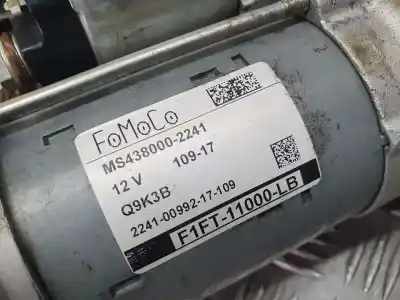 FoMoCo
MS438000-2241
12 V 109-17
Q9K3B
2241-00992-17-109
F1FT-11000-LB